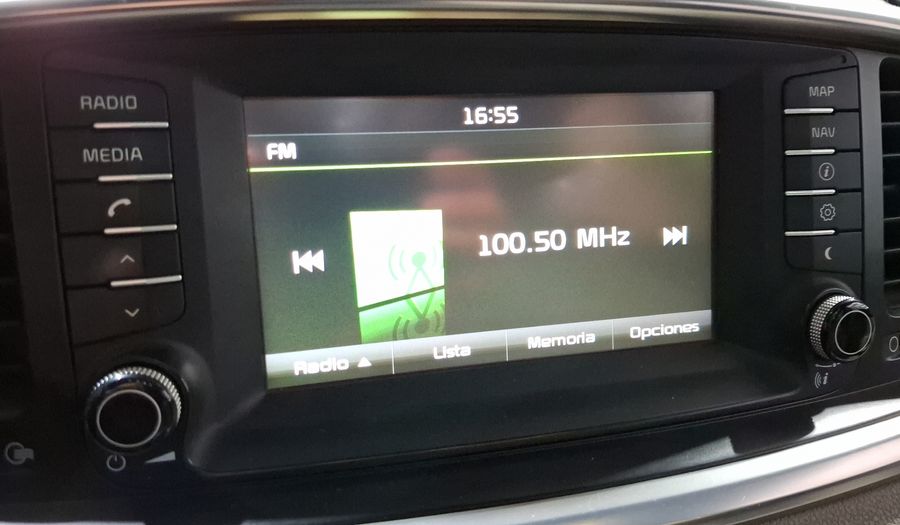 RADIO
MEDIA
16:55
FM
100.50 MHz
Radio
Lista
Memoria
Opciones
MAP
NAV